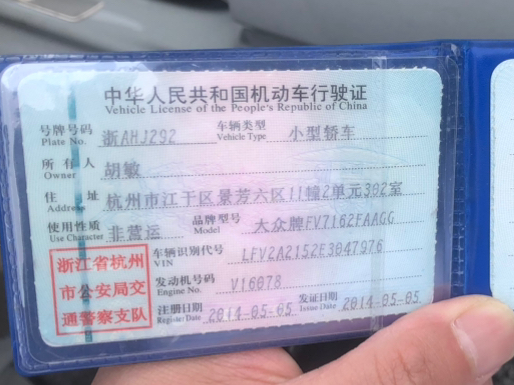 中华人民共和国机动车行驶证
Vehicle License of the People's Republic of China
号牌号码 浙AHJ292 车辆类型 小型轿车
Plate No. Vehicle Type
所有人 胡敏
Owner
住址 杭州市江干区景芳六区11幢2单元302室
Address
使用性质 非营运 品牌型号 大众牌FV7162FAAGG
Use Character Model
浙江省杭州
市公安局交
通警察支队
车辆识别代号 LFV2A2152E3047976
VIN
发动机号码 V16078
Engine No.
注册日期 2014-05-05 发证日期 2014-05-05
Register Date Issue Date